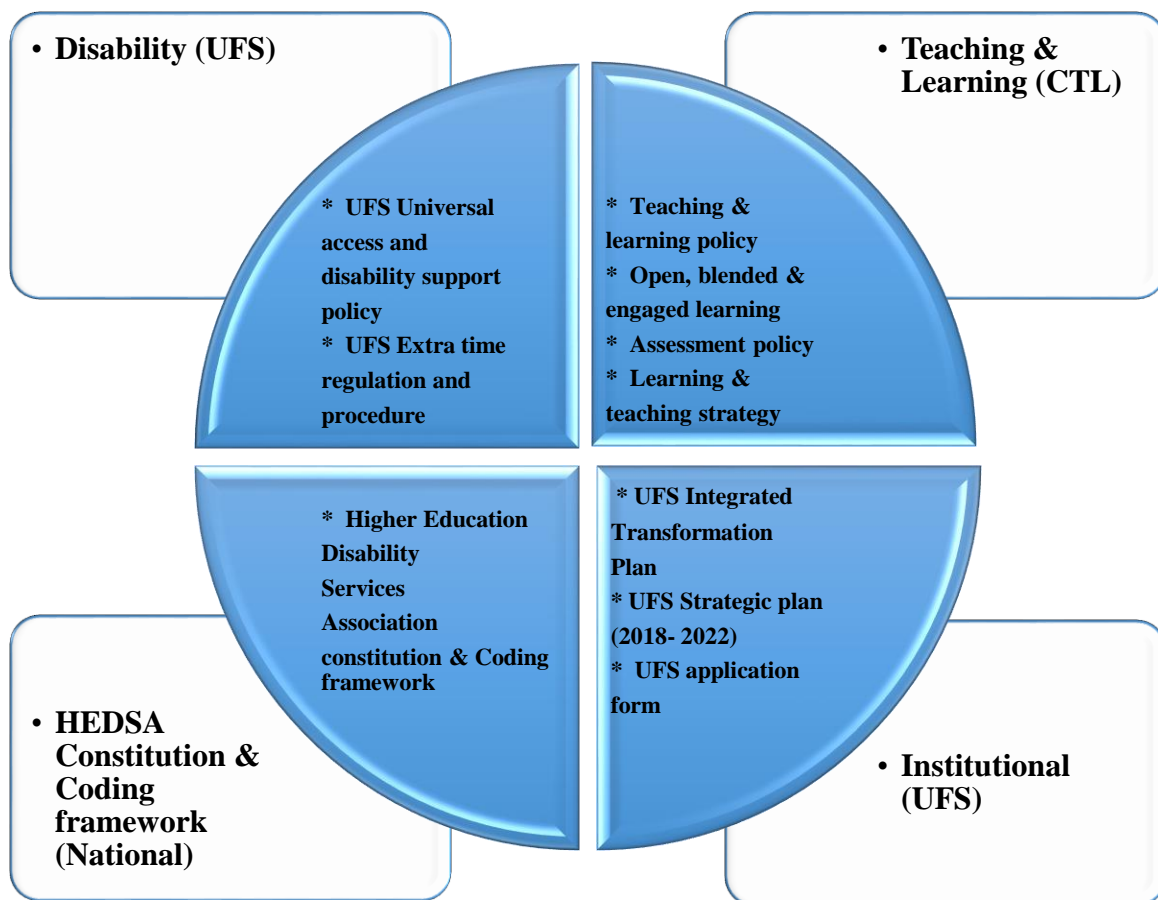 • Disability (UFS)
• Teaching &
Learning (CTL)
* UFS Universal
access and
disability support
policy
* UFS Extra time
regulation and
procedure
* Teaching &
learning policy
* Open, blended &
engaged learning
* Assessment policy
* Learning &
teaching strategy
* Higher Education
Disability
Services
Association
constitution & Coding
framework
* UFS Integrated
Transformation
Plan
* UFS Strategic plan
(2018- 2022)
* UFS application
form
• HEDSA
Constitution &
Coding
framework
(National)
• Institutional
(UFS)